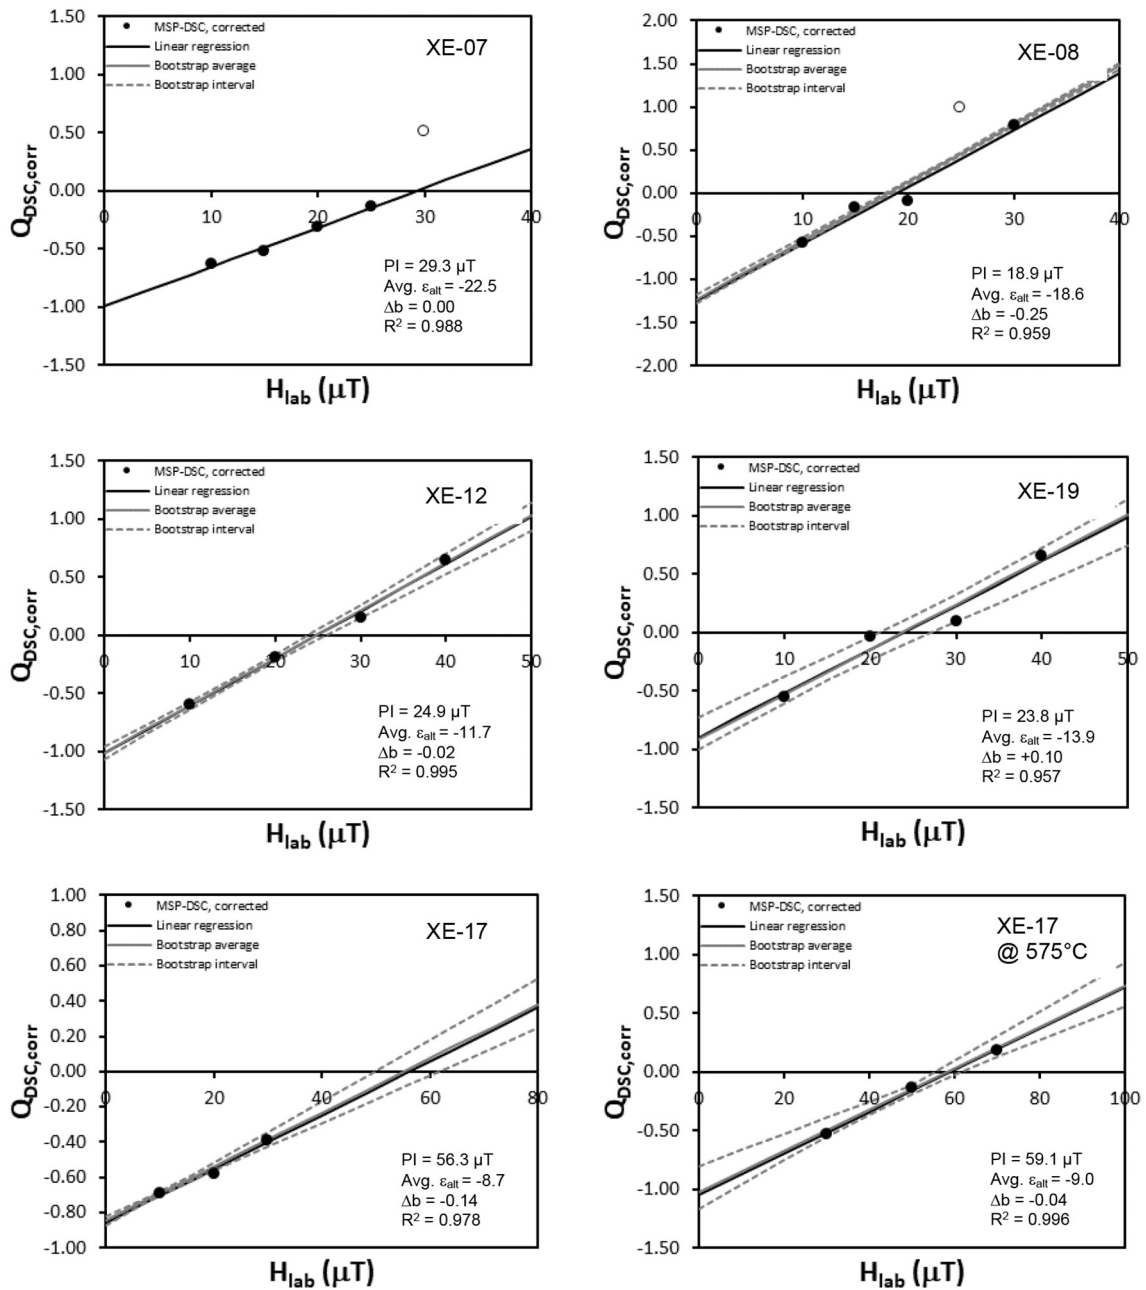 1.50
1.00
0.50
0.00
-0.50
-1.00
-1.50
MSP-DSC, corrected
Linear regression
Bootstrap average
Bootstrap interval
XE-07
0 10 20 30 40
PI = 29.3 µT
Avg. εalt = -22.5
Δb = 0.00
R² = 0.988
QDSC,corr
Hlab (µT)
2.00
1.50
1.00
0.50
0.00
-0.50
-1.00
-1.50
-2.00
MSP-DSC, corrected
Linear regression
Bootstrap average
Bootstrap interval
XE-08
0 10 20 30 40
PI = 18.9 µT
Avg. εalt = -18.6
Δb = -0.25
R² = 0.959
QDSC,corr
Hlab (µT)
1.50
1.00
0.50
0.00
-0.50
-1.00
-1.50
MSP-DSC, corrected
Linear regression
Bootstrap average
Bootstrap interval
XE-12
0 10 20 30 40 50
PI = 24.9 µT
Avg. εalt = -11.7
Δb = -0.02
R² = 0.995
QDSC,corr
Hlab (µT)
1.50
1.00
0.50
0.00
-0.50
-1.00
-1.50
MSP-DSC, corrected
Linear regression
Bootstrap average
Bootstrap interval
XE-19
0 10 20 30 40 50
PI = 23.8 µT
Avg. εalt = -13.9
Δb = +0.10
R² = 0.957
QDSC,corr
Hlab (µT)
1.00
0.80
0.60
0.40
0.20
0.00
-0.20
-0.40
-0.60
-0.80
-1.00
MSP-DSC, corrected
Linear regression
Bootstrap average
Bootstrap interval
XE-17
0 20 40 60 80
PI = 56.3 µT
Avg. εalt = -8.7
Δb = -0.14
R² = 0.978
QDSC,corr
Hlab (µT)
1.50
1.00
0.50
0.00
-0.50
-1.00
-1.50
MSP-DSC, corrected
Linear regression
Bootstrap average
Bootstrap interval
XE-17
@ 575°C
0 20 40 60 80 100
PI = 59.1 µT
Avg. εalt = -9.0
Δb = -0.04
R² = 0.996
QDSC,corr
Hlab (µT)